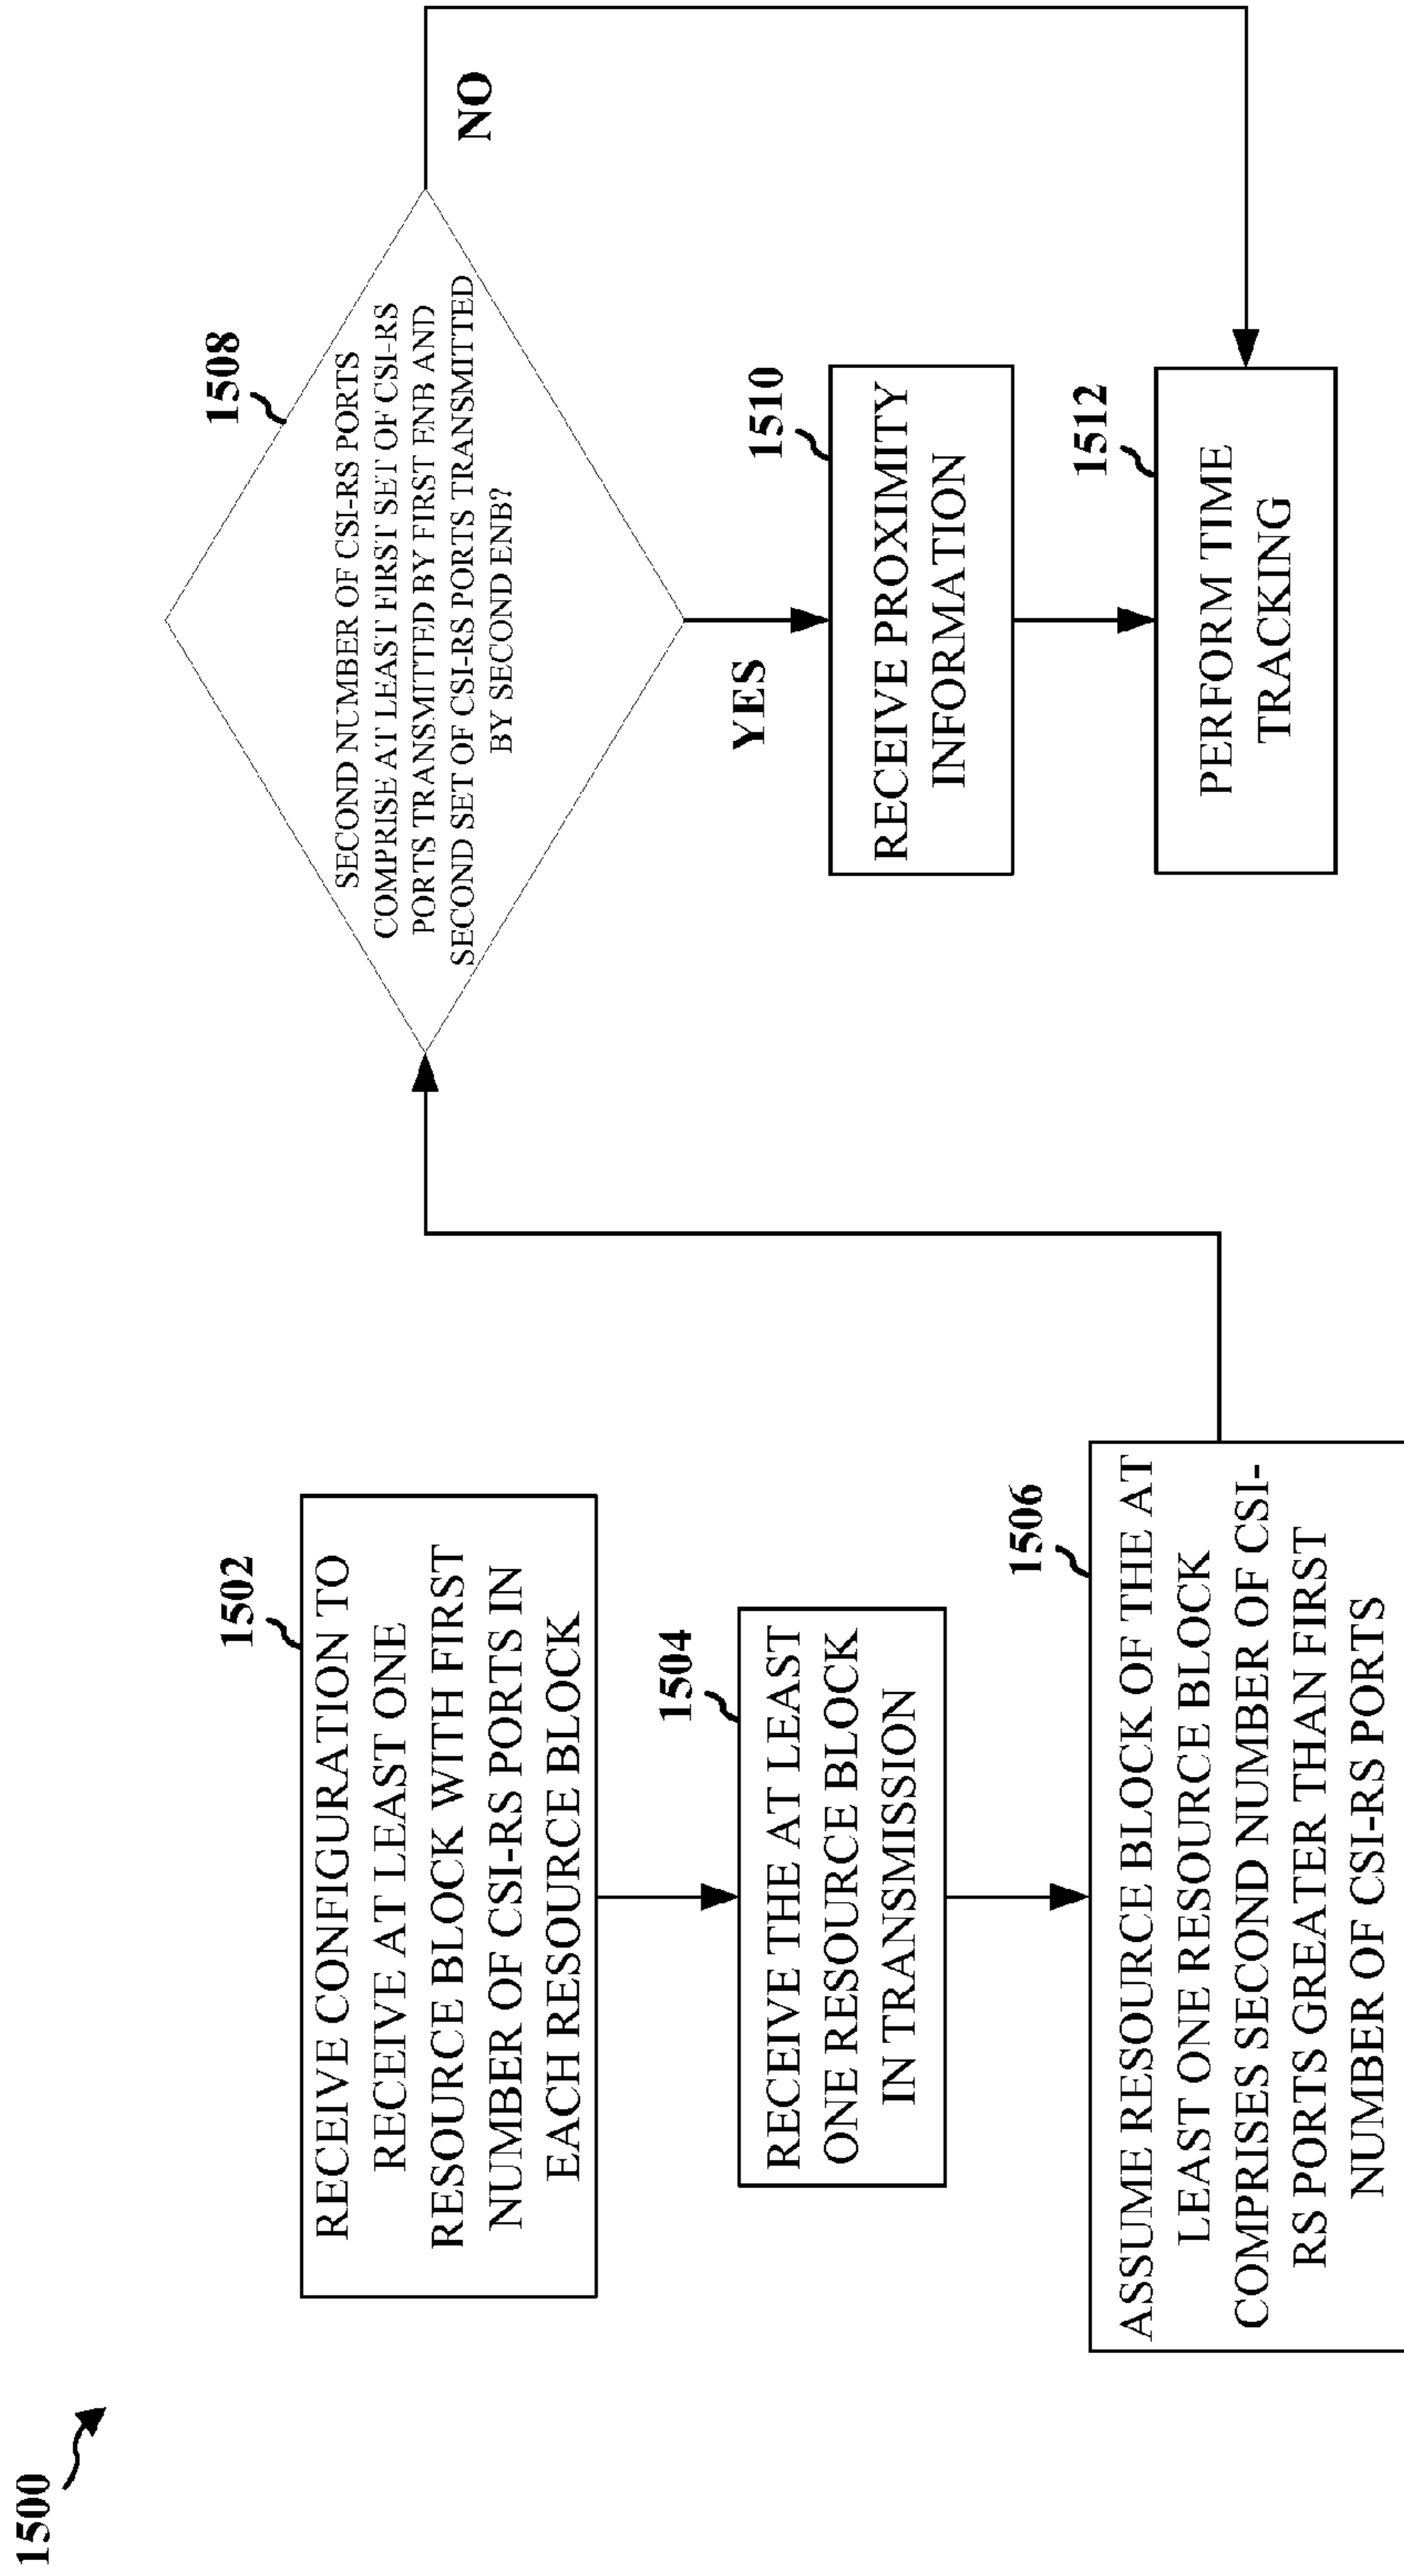 1500
1502
RECEIVE CONFIGURATION TO
RECEIVE AT LEAST ONE
RESOURCE BLOCK WITH FIRST
NUMBER OF CSI-RS PORTS IN
EACH RESOURCE BLOCK
1504
RECEIVE THE AT LEAST
ONE RESOURCE BLOCK
IN TRANSMISSION
1506
ASSUME RESOURCE BLOCK OF THE AT
LEAST ONE RESOURCE BLOCK
COMPRISES SECOND NUMBER OF CSI-
RS PORTS GREATER THAN FIRST
NUMBER OF CSI-RS PORTS
1508
SECOND NUMBER OF CSI-RS PORTS
COMPRISE AT LEAST FIRST SET OF CSI-RS
PORTS TRANSMITTED BY FIRST ENB AND
SECOND SET OF CSI-RS PORTS TRANSMITTED
BY SECOND ENB?
NO
YES
1510
RECEIVE PROXIMITY
INFORMATION
1512
PERFORM TIME
TRACKING